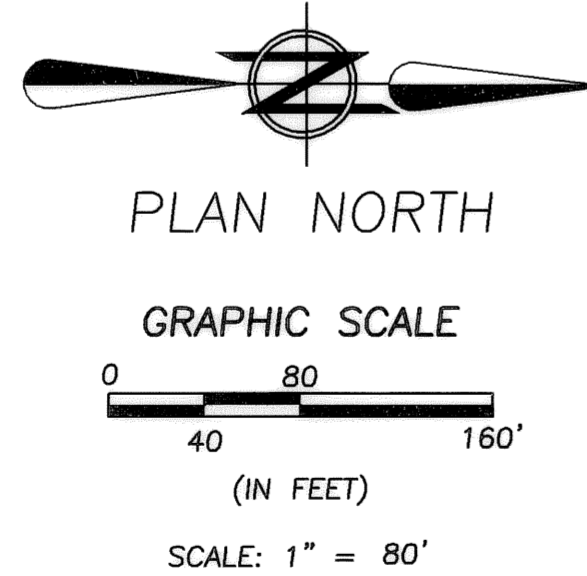 N
PLAN NORTH
GRAPHIC SCALE
0 80
40 160'
(IN FEET)
SCALE: 1" = 80'